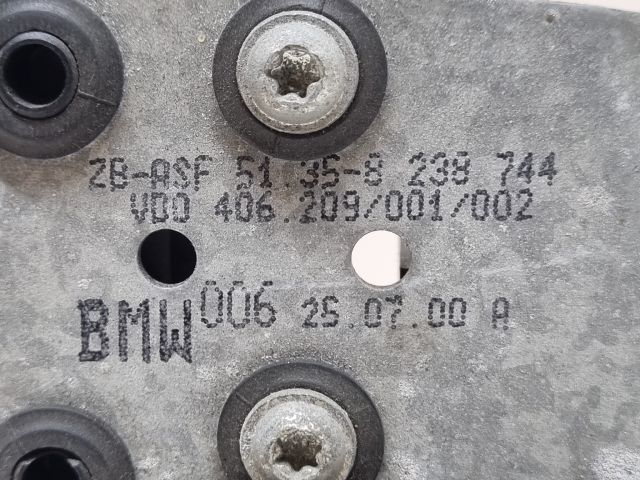 ZB-ASF 51.35-8 238 744
VDO 406.209/001/002
BMW 006 25.07.00 A